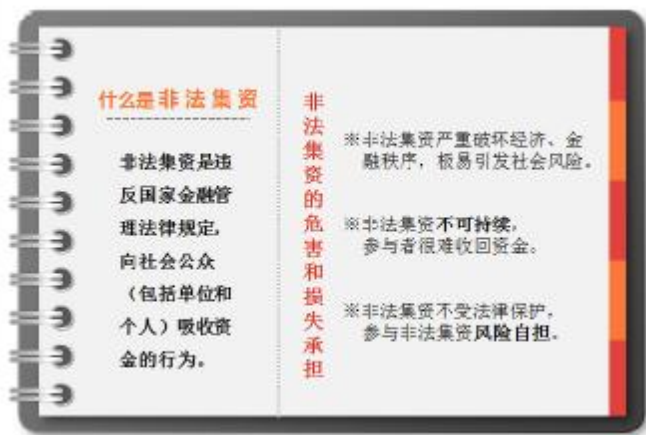 什么是非法集资
非法集资是违
反国家金融管
理法律规定，
向社会公众
（包括单位和
个人）吸收资
金的行为。
非法集资的危害和损失承担
※非法集资严重破坏经济、金
融秩序，极易引发社会风险。
※非法集资不可持续，
参与者很难收回资金。
※非法集资不受法律保护，
参与非法集资风险自担。